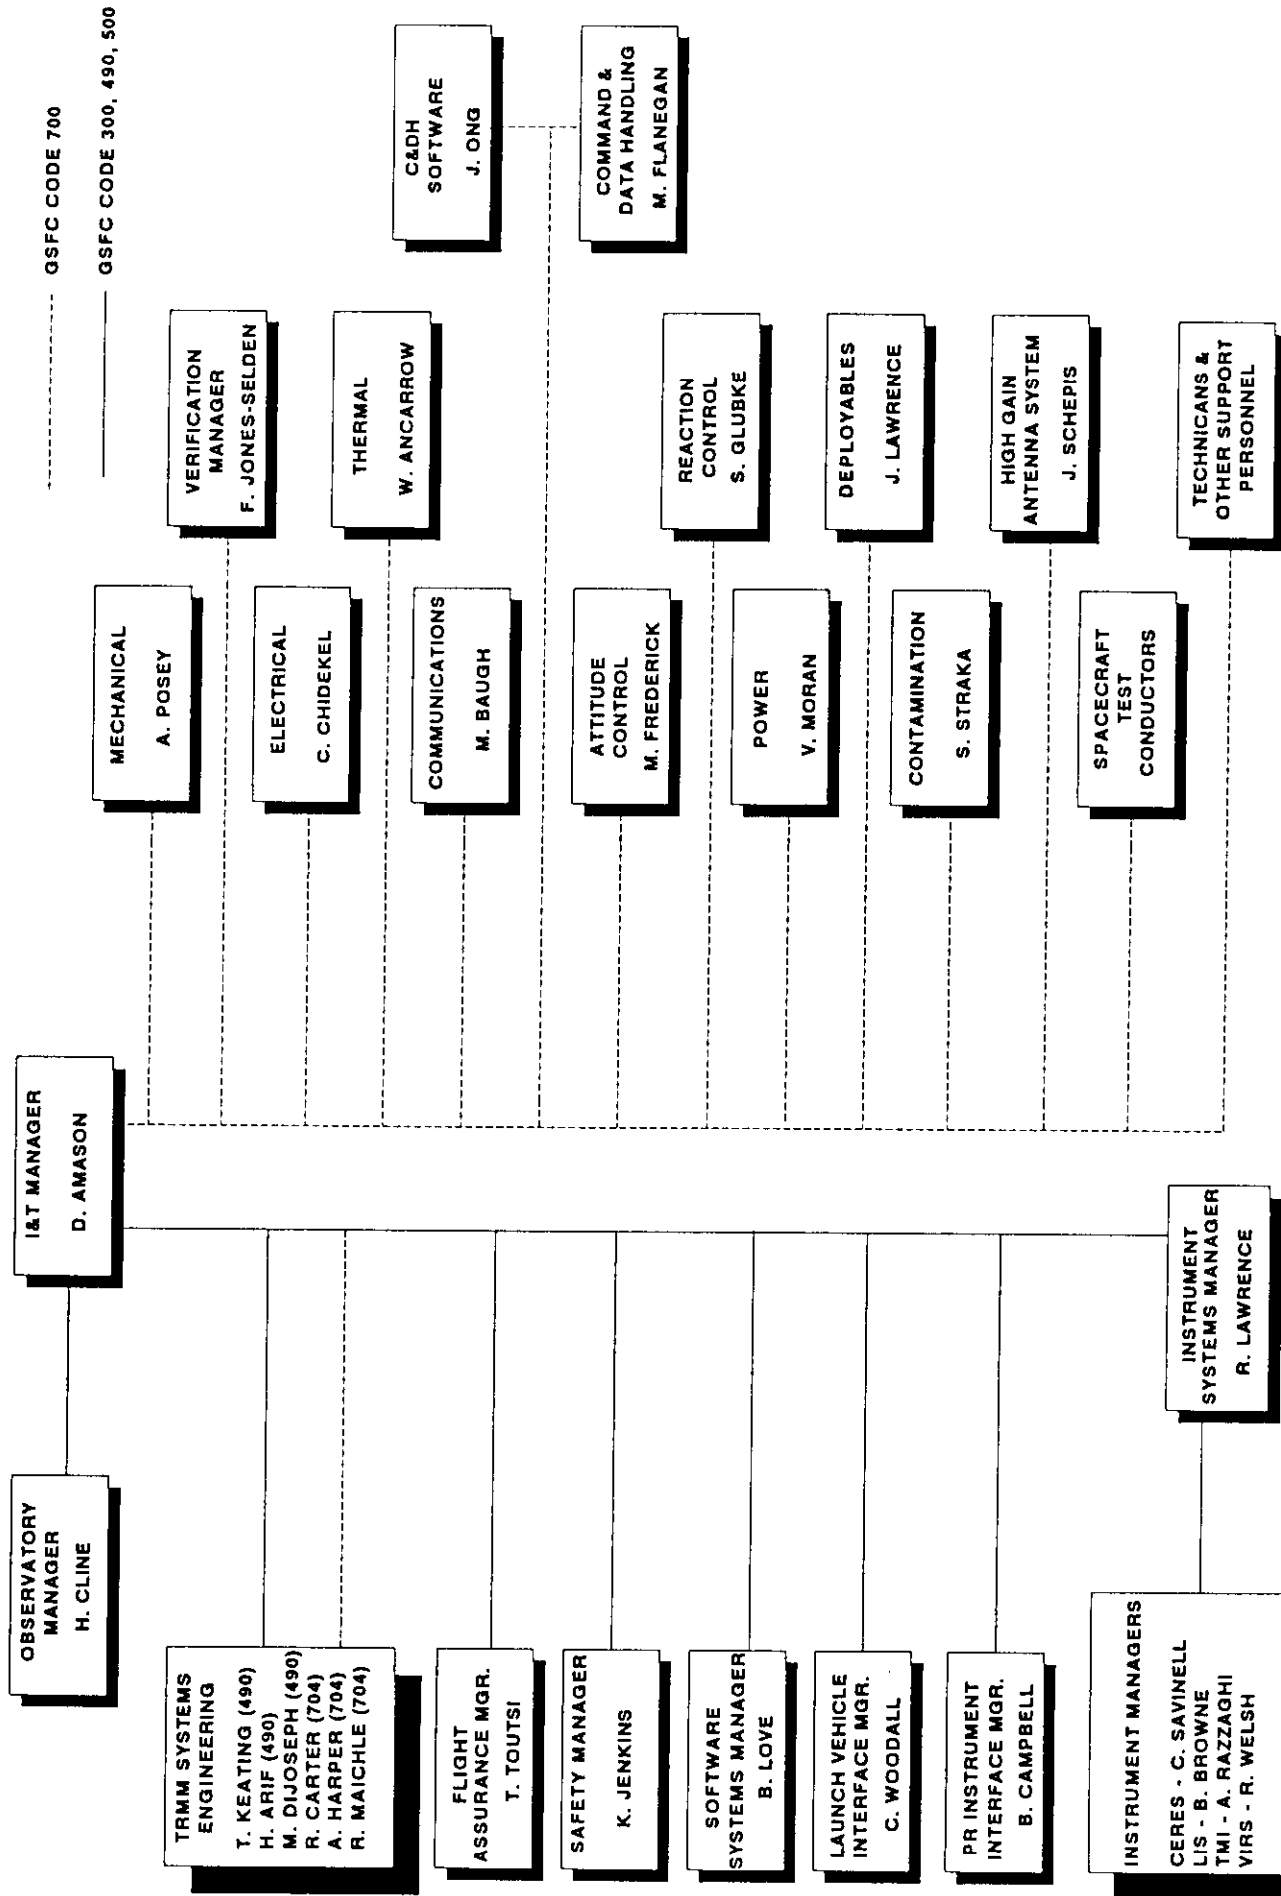 OBSERVATORY
MANAGER
H. CLINE
I&T MANAGER
D. AMASON
GSFC CODE 700
GSFC CODE 300, 490, 500
TRMM SYSTEMS
ENGINEERING
T. KEATING (490)
H. ARIF (490)
M. DIJOSEPH (490)
R. CARTER (704)
A. HARPER (704)
R. MAICHLE (704)
FLIGHT
ASSURANCE MGR.
T. TOUTSI
SAFETY MANAGER
K. JENKINS
SOFTWARE
SYSTEMS MANAGER
B. LOVE
LAUNCH VEHICLE
INTERFACE MGR.
C. WOODALL
PR INSTRUMENT
INTERFACE MGR.
B. CAMPBELL
INSTRUMENT MANAGERS
CERES - C. SAVINELL
LIS - B. BROWNE
TMI - A. RAZZAGHI
VIRS - R. WELSH
INSTRUMENT
SYSTEMS MANAGER
R. LAWRENCE
MECHANICAL
A. POSEY
VERIFICATION
MANAGER
F. JONES-SELDEN
ELECTRICAL
C. CHIDEKEL
THERMAL
W. ANCARROW
COMMUNICATIONS
M. BAUGH
C&DH
SOFTWARE
J. ONG
COMMAND &
DATA HANDLING
M. FLANEGAN
ATTITUDE
CONTROL
M. FREDERICK
REACTION
CONTROL
S. GLUBKE
POWER
V. MORAN
DEPLOYABLES
J. LAWRENCE
CONTAMINATION
S. STRAKA
HIGH GAIN
ANTENNA SYSTEM
J. SCHEPIS
SPACECRAFT
TEST
CONDUCTORS
TECHNICANS &
OTHER SUPPORT
PERSONNEL